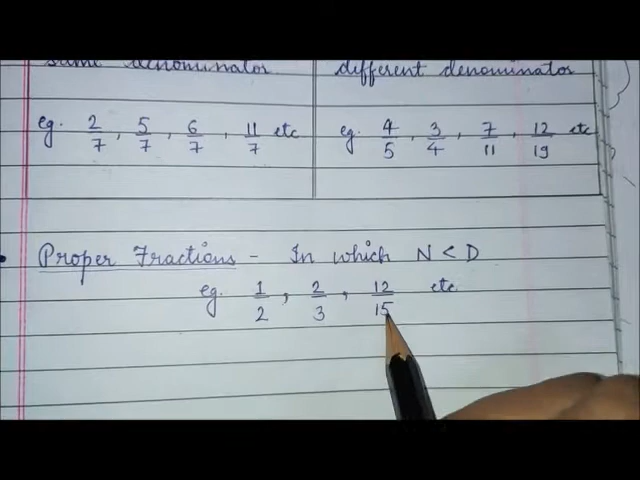 same denominator
different denominator
eg. 2/7, 5/7, 6/7, 11/7 etc
eg. 4/5, 3/4, 7/11, 12/19 etc
Proper Fractions - In which N < D
eg. 1/2, 2/3, 12/15 etc